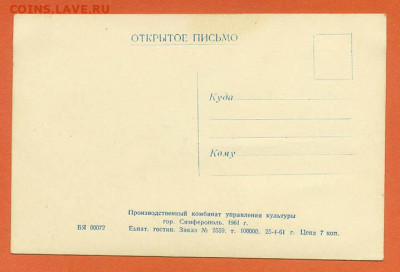 COINS.LAVE.RU
ОТКРЫТОЕ ПИСЬМО
Куда
Кому
Производственный комбинат управления культуры
гор. Симферополь. 1961 г.
БЯ 00072 Евпат. гостип. Заказ № 2559. т. 100000. 25-4-61 г. Цена 7 коп.